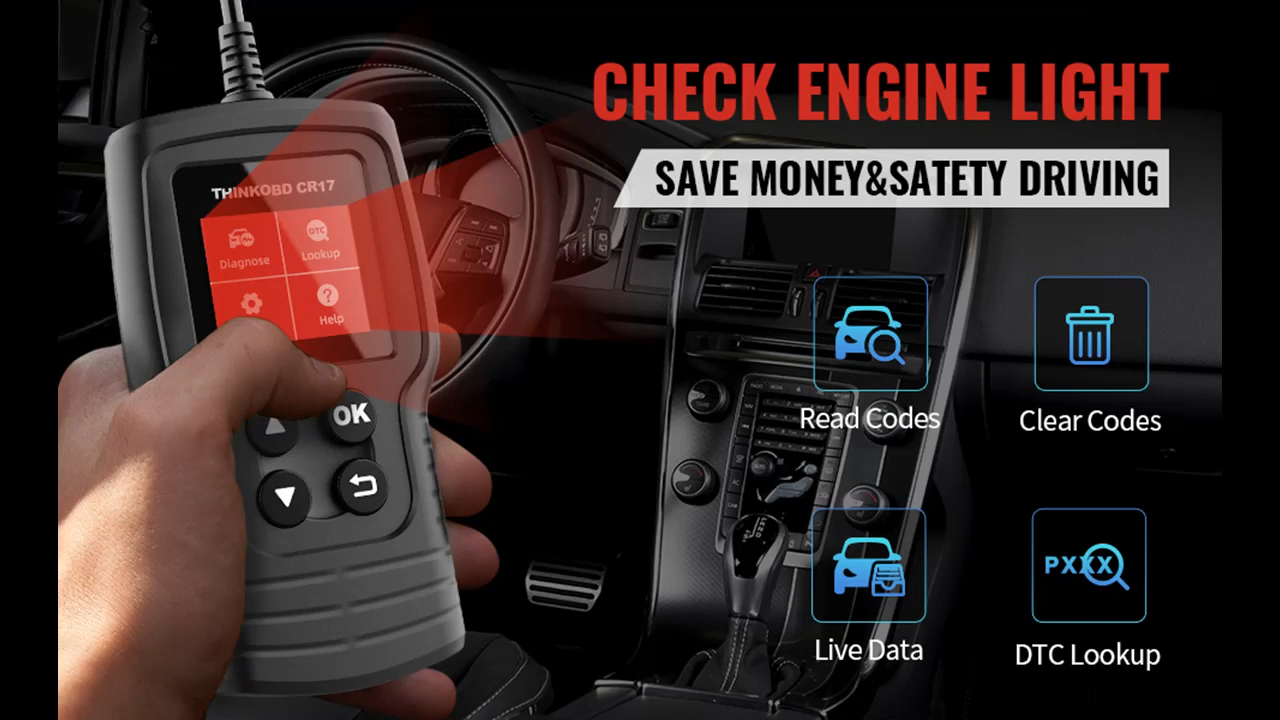 CHECK ENGINE LIGHT
SAVE MONEY&SATETY DRIVING
THINKOBD CR17
Diagnose
DTC
Lookup
Help
OK
Read Codes
Clear Codes
Live Data
PXXX
DTC Lookup